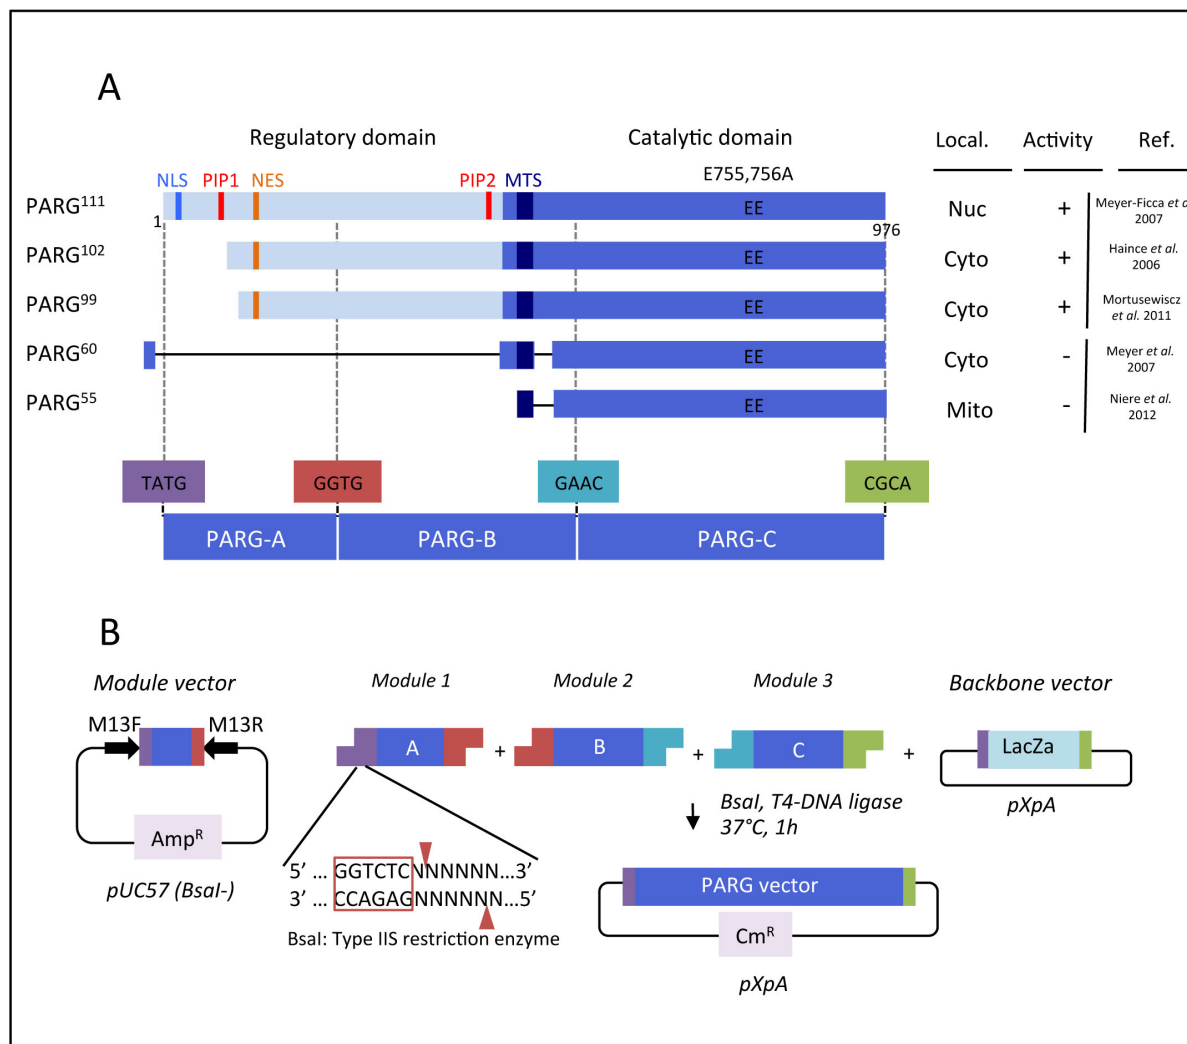 A
Regulatory domain
Catalytic domain
Local.
Activity
Ref.
E755,756A
NLS
PIP1
NES
PIP2
MTS
PARG111
1
EE
976
Nuc
+
Meyer-Ficca et a
2007
PARG102
EE
Cyto
+
Haince et al.
2006
PARG99
EE
Cyto
+
Mortusewiscz
et al. 2011
PARG60
EE
Cyto
-
Meyer et al.
2007
PARG55
EE
Mito
-
Niere et al.
2012
TATG
GGTG
GAAC
CGCA
PARG-A
PARG-B
PARG-C
B
Module vector
M13F
M13R
AmpR
pUC57 (BsaI-)
Module 1
Module 2
Module 3
Backbone vector
A
+
B
+
C
+
LacZa
pXpA
BsaI, T4-DNA ligase
37°C, 1h
5’ ... GGTCTCNNNNNN...3’
3’ ... CCAGAGNNNNNN...5’
BsaI: Type IIS restriction enzyme
PARG vector
CmR
pXpA